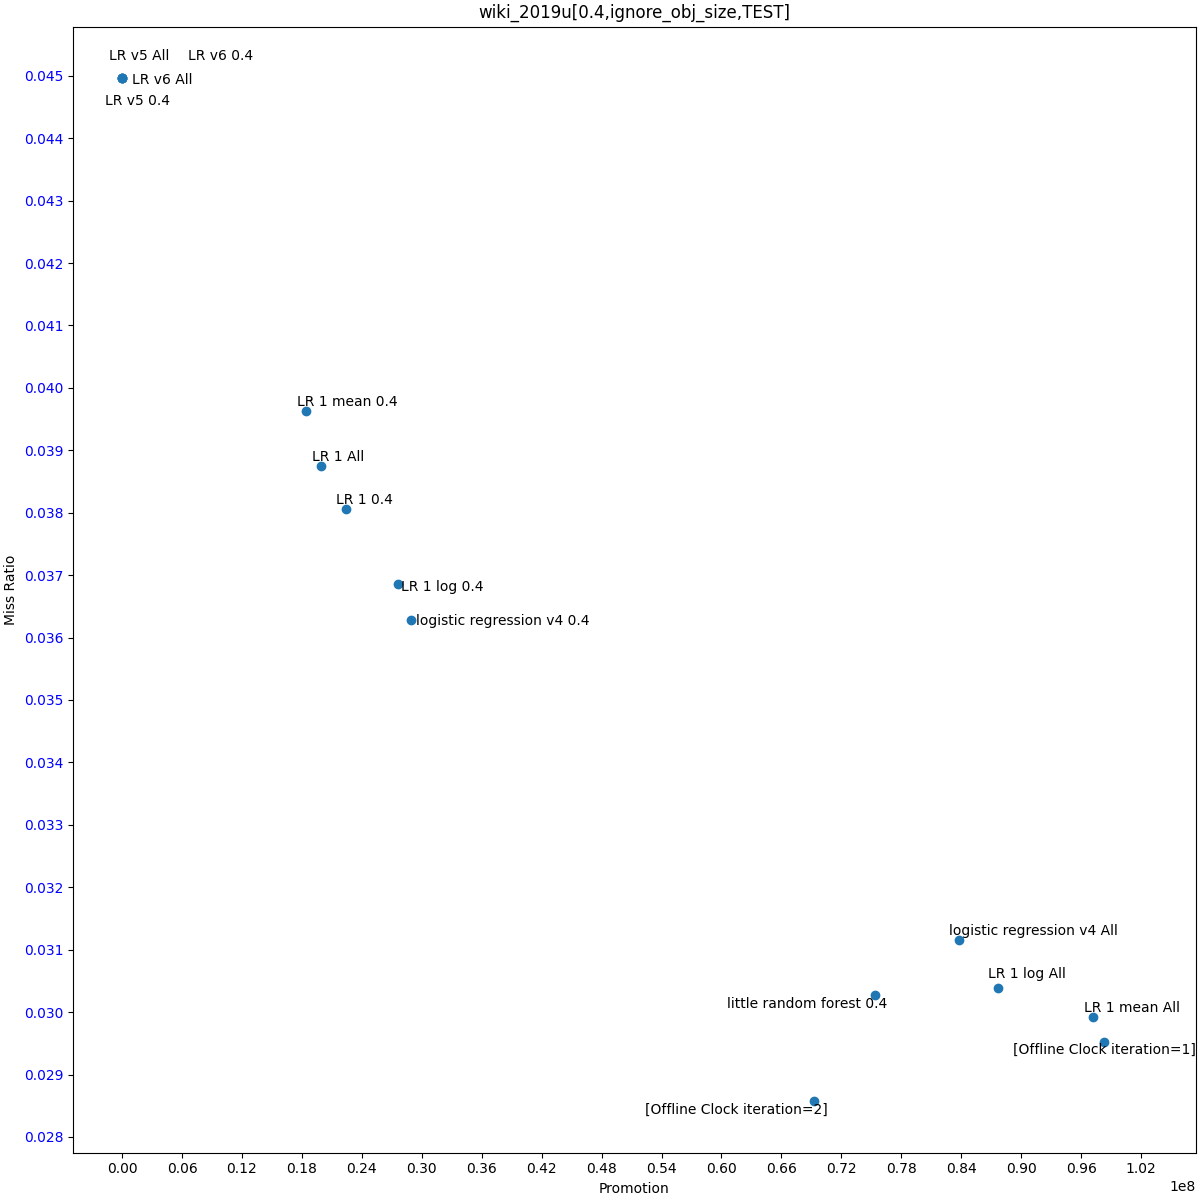 wiki_2019u[0.4,ignore_obj_size,TEST]
LR v5 All
LR v6 0.4
LR v6 All
LR v5 0.4
LR 1 mean 0.4
LR 1 All
LR 1 0.4
LR 1 log 0.4
logistic regression v4 0.4
logistic regression v4 All
LR 1 log All
little random forest 0.4
LR 1 mean All
[Offline Clock iteration=1]
[Offline Clock iteration=2]
Miss Ratio
0.045
0.044
0.043
0.042
0.041
0.040
0.039
0.038
0.037
0.036
0.035
0.034
0.033
0.032
0.031
0.030
0.029
0.028
0.00 0.06 0.12 0.18 0.24 0.30 0.36 0.42 0.48 0.54 0.60 0.66 0.72 0.78 0.84 0.90 0.96 1.02
1e8
Promotion